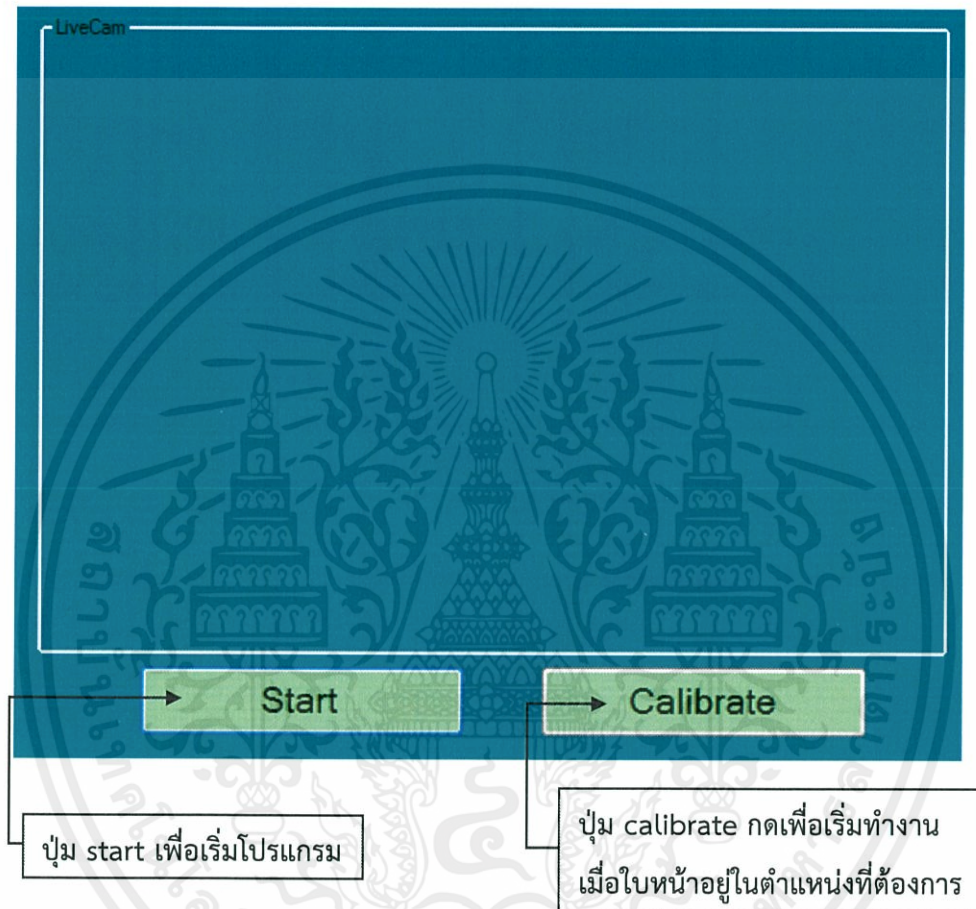 LiveCam
Start
Calibrate
ปุ่ม start เพื่อเริ่มโปรแกรม
ปุ่ม calibrate กดเพื่อเริ่มทำงาน
เมื่อใบหน้าอยู่ในตำแหน่งที่ต้องการ